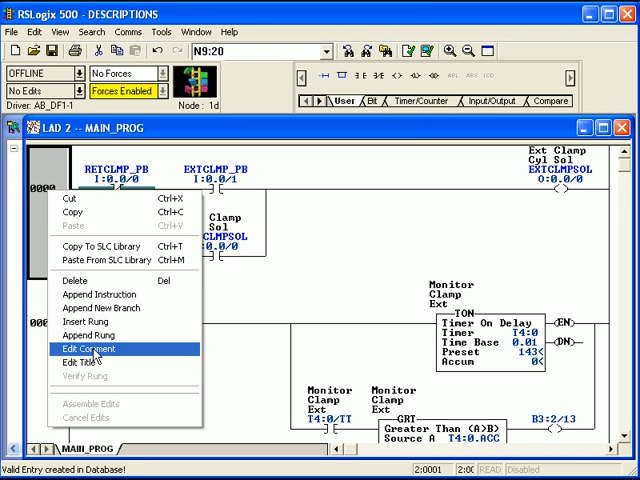 RSLogix 500 - DESCRIPTIONS
File Edit View Search Comms Tools Window Help
N9:20
OFFLINE No Forces
No Edits Forces Enabled
Driver: AB_DF1-1 Node : 1d
ABL ABS
User Bit Timer/Counter Input/Output Compare
LAD 2 -- MAIN_PROG
Ext Clamp
Cyl Sol
RETCLMP_PB EXTCLMP_PB EXTCLMPSOL
I:0.0/0 I:0.0/1 O:0.0/0
0000
Cut Ctrl+X
Copy Ctrl+C
Paste Ctrl+V
Copy To SLC Library Ctrl+T
Paste From SLC Library Ctrl+M
Delete Del
Append Instruction
Append New Branch
Insert Rung
Append Rung
Edit Comment
Edit Title
Verify Rung
Assemble Edits
Cancel Edits
Clamp
Sol
CLMPSOL
:0.0/0
000
Monitor
Clamp
Ext
TON
Timer On Delay EN
Timer T4:0
Time Base 0.01 DN
Preset 143<
Accum 0<
Monitor Monitor
Clamp Clamp
Ext Ext
T4:0/TT GRT B3:2/13
Greater Than (A>B)
Source A T4:0.ACC
MAIN_PROG
Valid Entry created in Database! 2:0001 2:00 READ Disabled